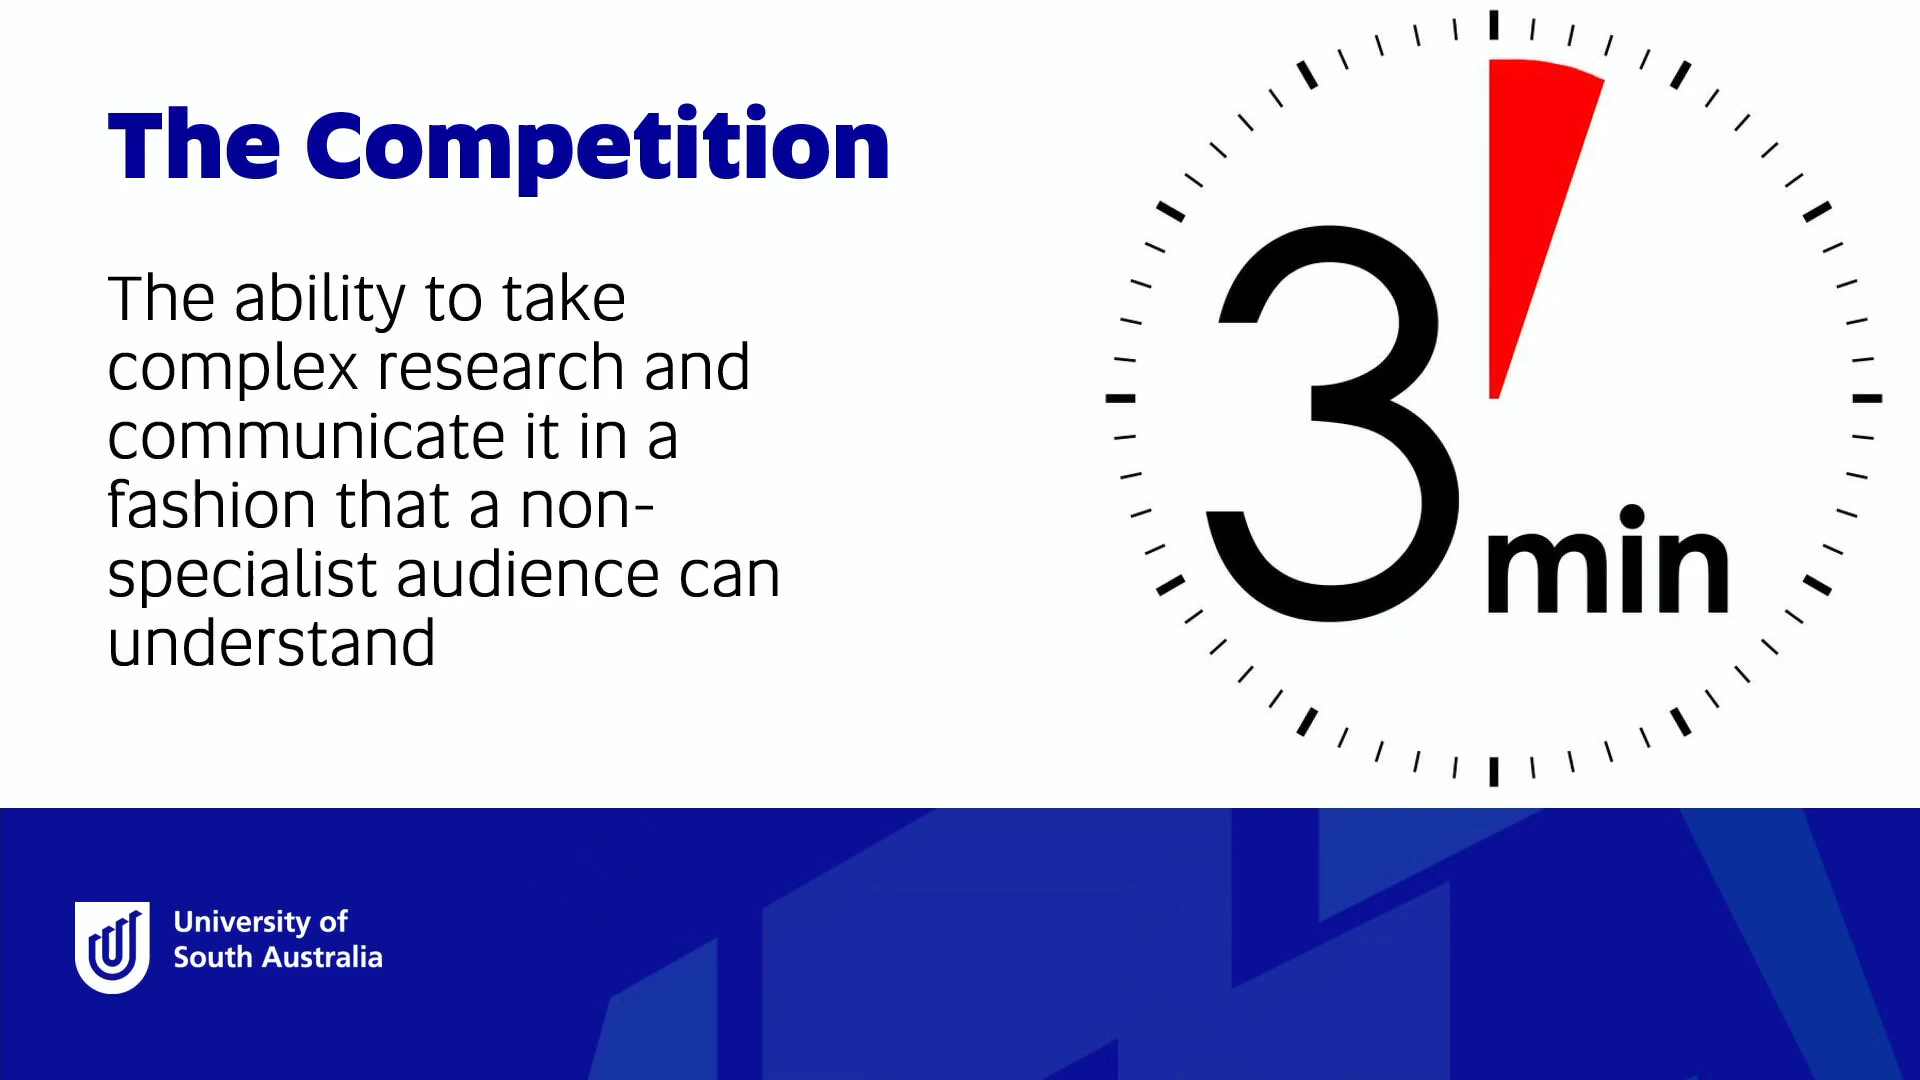 The Competition
The ability to take
complex research and
communicate it in a
fashion that a non-
specialist audience can
understand
3 min
University of
South Australia